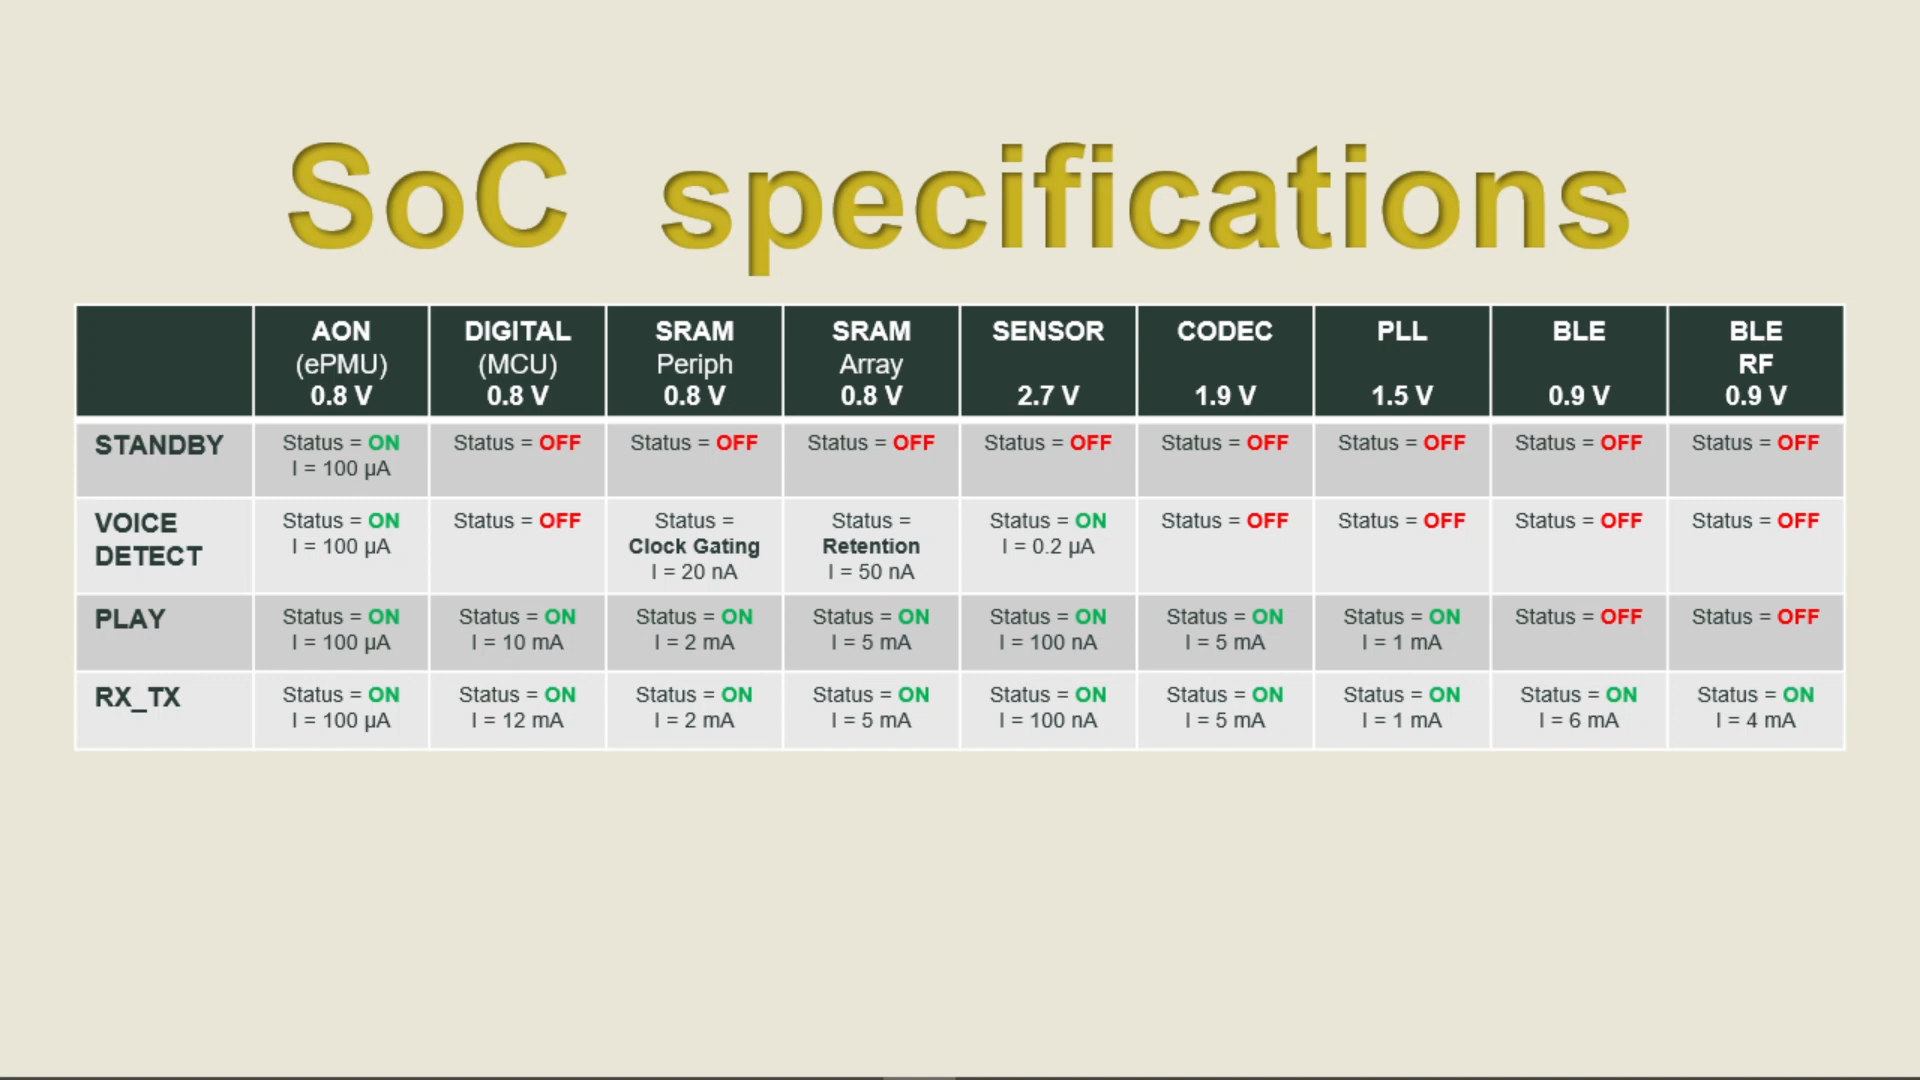 SoC specifications
AON DIGITAL SRAM SRAM SENSOR CODEC PLL BLE BLE
(ePMU) (MCU) Periph Array RF
0.8 V 0.8 V 0.8 V 0.8 V 2.7 V 1.9 V 1.5 V 0.9 V 0.9 V
STANDBY Status = ON Status = OFF Status = OFF Status = OFF Status = OFF Status = OFF Status = OFF Status = OFF Status = OFF
I = 100 µA
VOICE Status = ON Status = OFF Status = Status = Status = ON Status = OFF Status = OFF Status = OFF Status = OFF
DETECT I = 100 µA Clock Gating Retention I = 0.2 µA
I = 20 nA I = 50 nA
PLAY Status = ON Status = ON Status = ON Status = ON Status = ON Status = ON Status = ON Status = OFF Status = OFF
I = 100 µA I = 10 mA I = 2 mA I = 5 mA I = 100 nA I = 5 mA I = 1 mA
RX_TX Status = ON Status = ON Status = ON Status = ON Status = ON Status = ON Status = ON Status = ON Status = ON
I = 100 µA I = 12 mA I = 2 mA I = 5 mA I = 100 nA I = 5 mA I = 1 mA I = 6 mA I = 4 mA